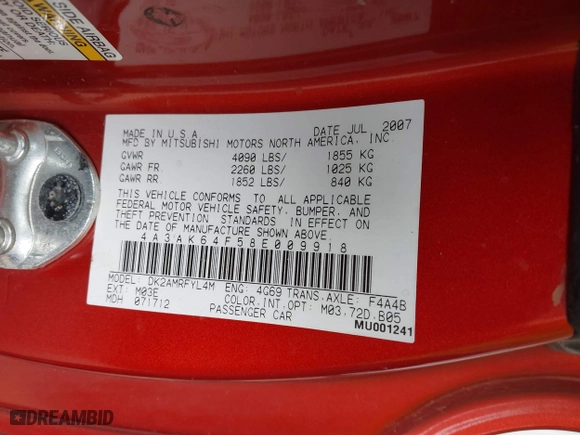 SIDE AIRBAG
WARNING
MADE IN U.S.A DATE JUL 2007
MFD BY MITSUBISHI MOTORS NORTH AMERICA, INC.
GVWR 4090 LBS/ 1855 KG
GAWR FR 2260 LBS/ 1025 KG
GAWR RR 1852 LBS/ 840 KG
THIS VEHICLE CONFORMS TO ALL APPLICABLE
FEDERAL MOTOR VEHICLE SAFETY, BUMPER, AND
THEFT PREVENTION STANDARDS IN EFFECT ON
THE DATE OF MANUFACTURE SHOWN ABOVE.
4A3AK64F58E009918
MODEL: DK2AMRFYL4M ENG: 4G69 TRANS.AXLE: F4A4B
EXT: M03E COLOR.INT.OPT: M03.72D.B05
MDH 071712 PASSENGER CAR
MU001241
DREAMBID